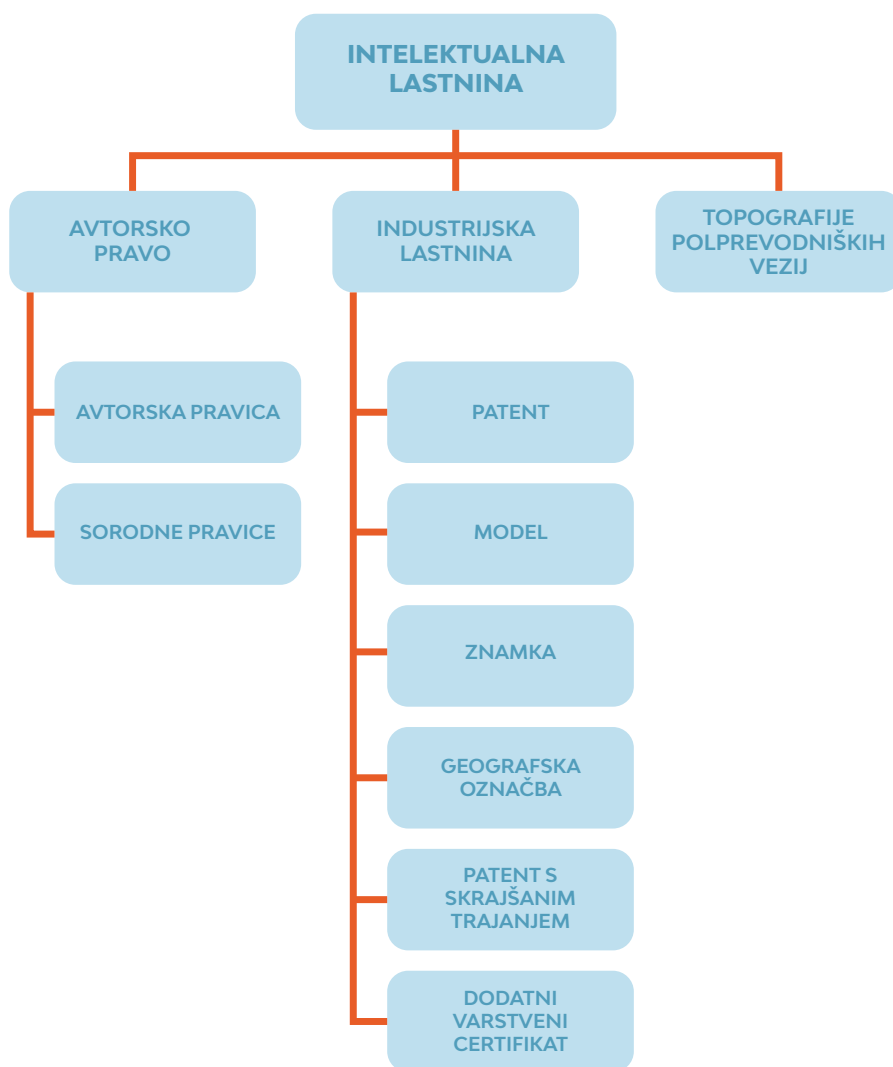 INTELEKTUALNA
LASTNINA
AVTORSKO
PRAVO
INDUSTRIJSKA
LASTNINA
TOPOGRAFIJE
POLPREVODNIŠKIH
VEZIJ
AVTORSKA PRAVICA
SORODNE PRAVICE
PATENT
MODEL
ZNAMKA
GEOGRAFSKA
OZNAČBA
PATENT S
SKRAJŠANIM
TRAJANJEM
DODATNI
VARSTVENI
CERTIFIKAT